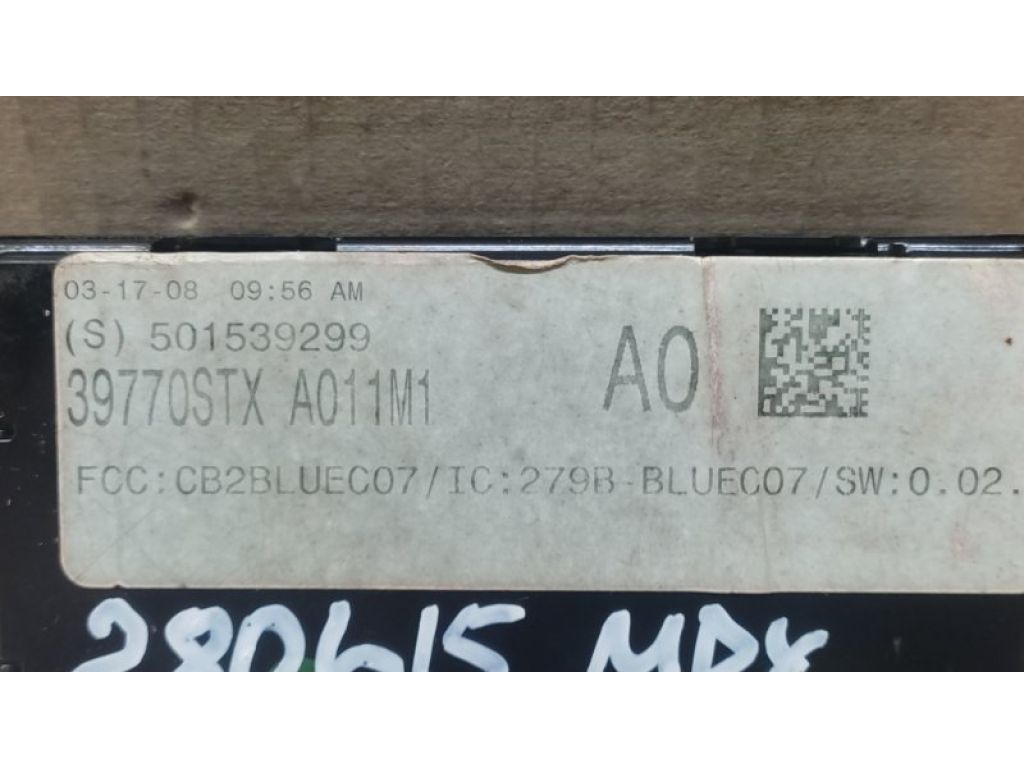 03-17-08 09:56 AM
(S) 501539299
39770STX A011M1
A0
FCC:CB2BLUEC07/IC:279B-BLUEC07/SW:0.02.
280615 MDX